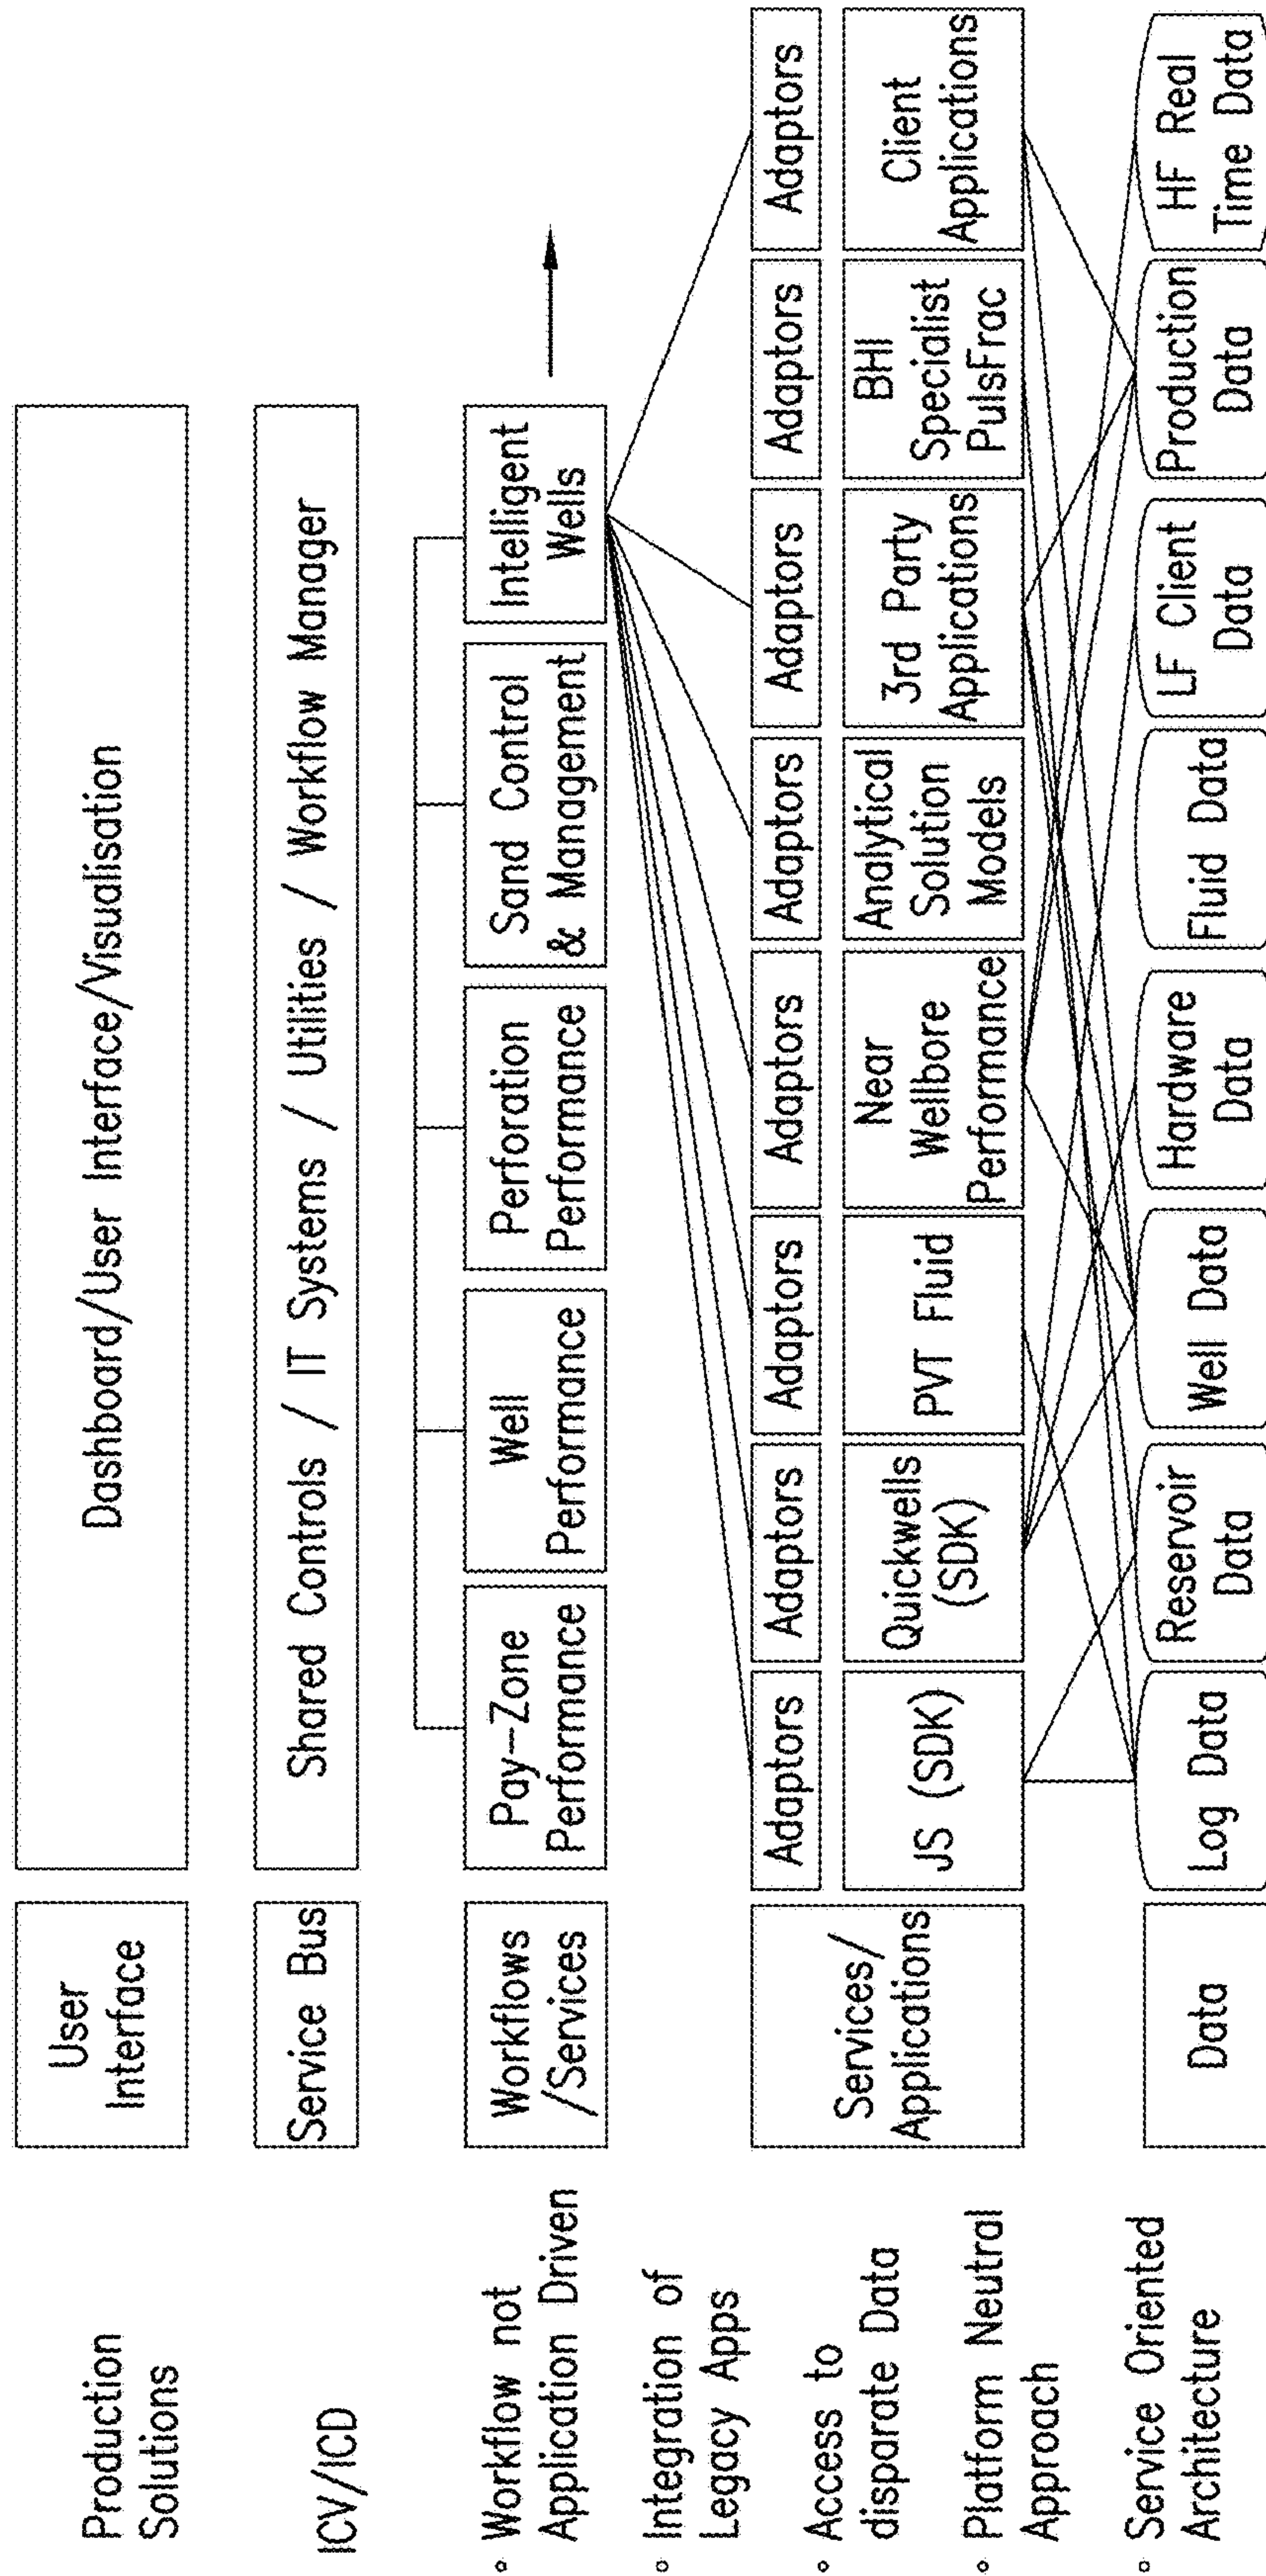 Production
Solutions
ICV/ICD
◦ Workflow not
Application Driven
◦ Integration of
Legacy Apps
◦ Access to
disparate Data
◦ Platform Neutral
Approach
◦ Service Oriented
Architecture
User
Interface
Dashboard/User Interface/Visualisation
Service Bus
Shared Controls / IT Systems / Utilities / Workflow Manager
Workflows
/Services
Pay-Zone
Performance
Well
Performance
Perforation
Performance
Sand Control
& Management
Intelligent
Wells
Services/
Applications
Adaptors
Adaptors
Adaptors
Adaptors
Adaptors
Adaptors
Adaptors
Adaptors
JS (SDK)
Quickwells
(SDK)
PVT Fluid
Near
Wellbore
Performance
Analytical
Solution
Models
3rd Party
Applications
BHI
Specialist
PulsFrac
Client
Applications
Data
Log Data
Reservoir
Data
Well Data
Hardware
Data
Fluid Data
LF Client
Data
Production
Data
HF Real
Time Data